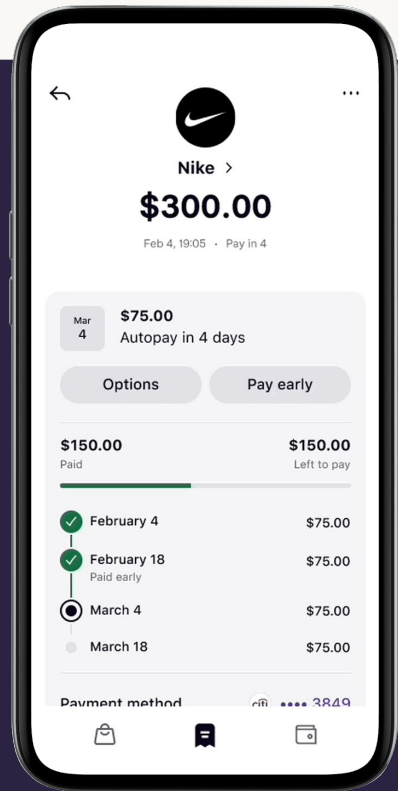 Nike >
$300.00
Feb 4, 19:05 · Pay in 4
Mar
4
$75.00
Autopay in 4 days
Options
Pay early
$150.00
$150.00
Paid
Left to pay
February 4
$75.00
February 18
$75.00
Paid early
March 4
$75.00
March 18
$75.00
Payment method
citi •••• 3849